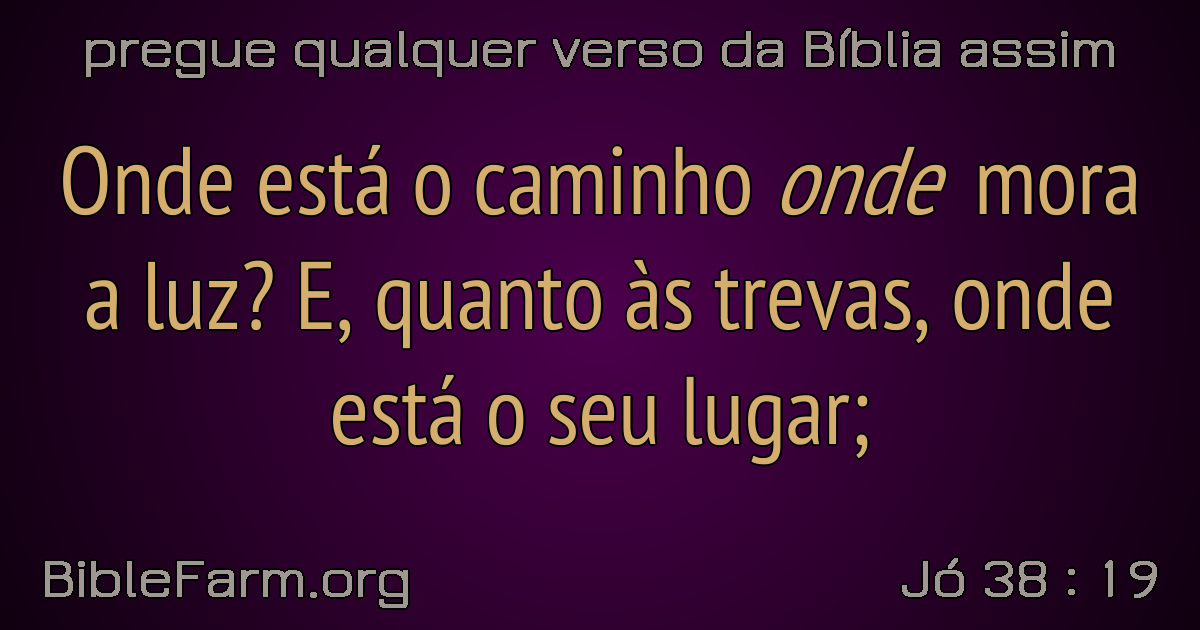 pregue qualquer verso da Bíblia assim
Onde está o caminho onde mora
a luz? E, quanto às trevas, onde
está o seu lugar;
BibleFarm.org
Jó 38 : 19